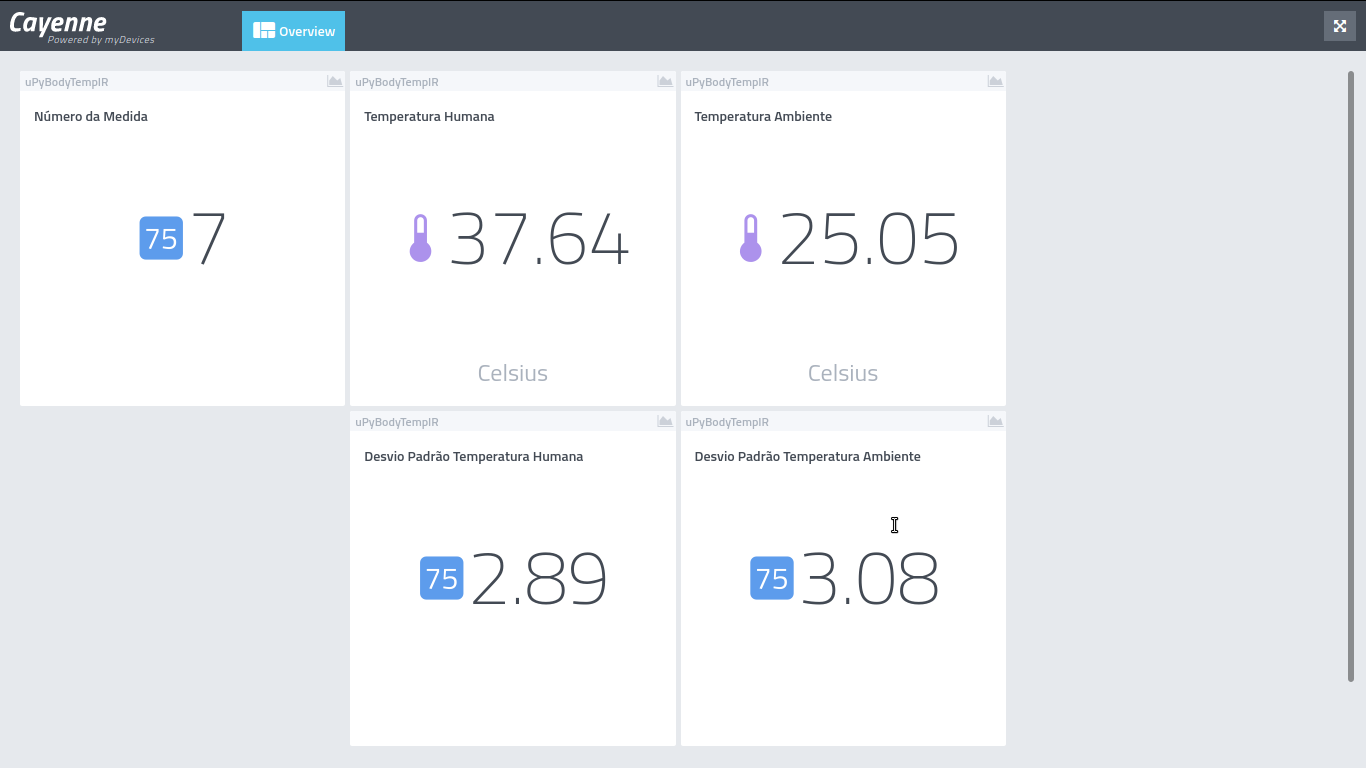 Cayenne
Powered by myDevices
Overview
uPyBodyTempIR
Número da Medida
75 7
uPyBodyTempIR
Temperatura Humana
37.64
Celsius
uPyBodyTempIR
Temperatura Ambiente
25.05
Celsius
uPyBodyTempIR
Desvio Padrão Temperatura Humana
75 2.89
uPyBodyTempIR
Desvio Padrão Temperatura Ambiente
75 3.08